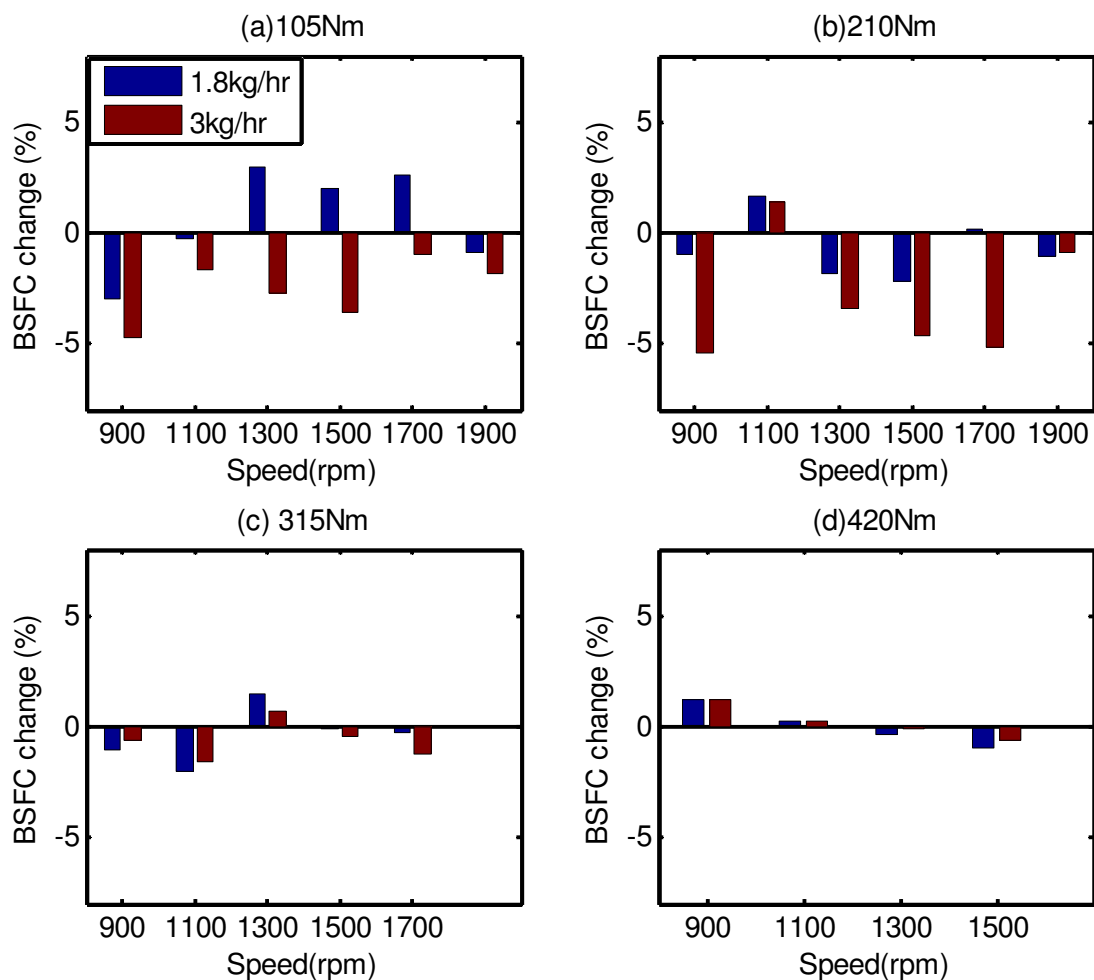 (a)105Nm
BSFC change (%)
5
0
-5
1.8kg/hr
3kg/hr
900 1100 1300 1500 1700 1900
Speed(rpm)
(b)210Nm
BSFC change (%)
5
0
-5
900 1100 1300 1500 1700 1900
Speed(rpm)
(c) 315Nm
BSFC change (%)
5
0
-5
900 1100 1300 1500 1700
Speed(rpm)
(d)420Nm
BSFC change (%)
5
0
-5
900 1100 1300 1500
Speed(rpm)